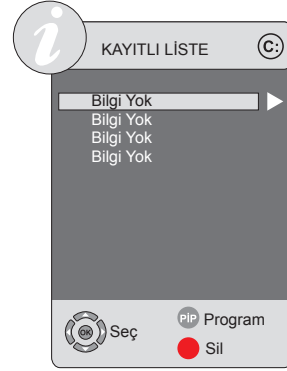 i
KAYITLI LİSTE
C:
Bilgi Yok
Bilgi Yok
Bilgi Yok
Bilgi Yok
OK
Seç
PİP
Program
Sil